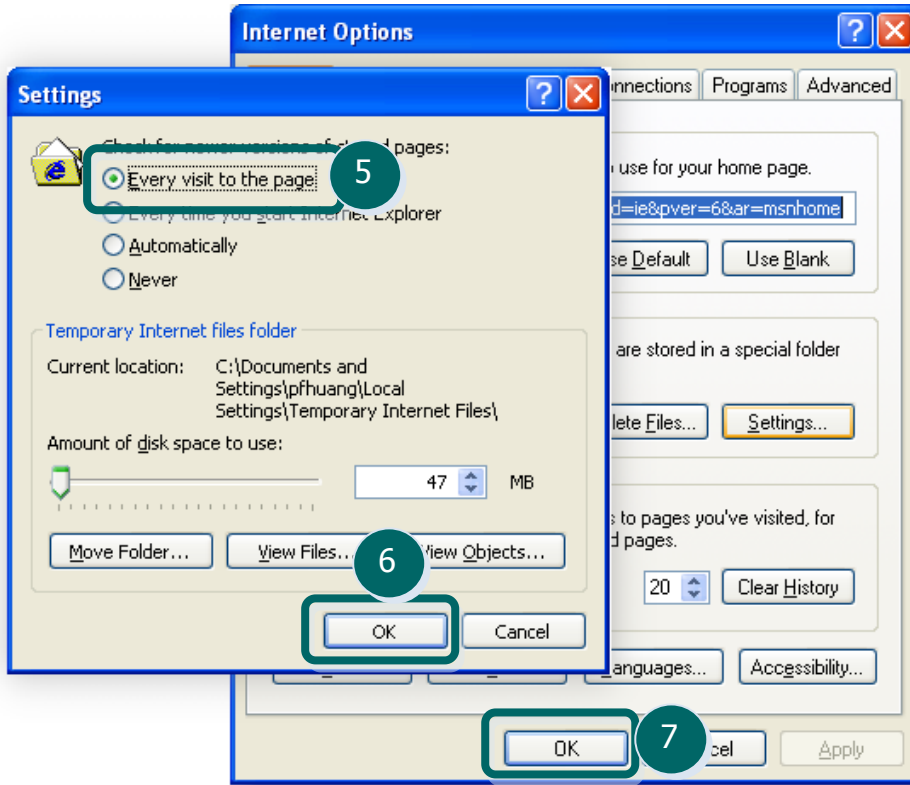 Internet Options
Settings
Check for newer versions of stored pages:
Every visit to the page
5
Every time you start Internet Explorer
Automatically
Never
Temporary Internet files folder
Current location: C:\Documents and
Settings\pfhuang\Local
Settings\Temporary Internet Files\
Amount of disk space to use:
47 MB
Move Folder... View Files... View Objects...
6
OK Cancel
nnections Programs Advanced
use for your home page.
d=ie&pver=6&ar=msnhome
se Default Use Blank
are stored in a special folder
lete Files... Settings...
s to pages you've visited, for
d pages.
20 Clear History
anguages... Accessibility...
OK 7 cel Apply